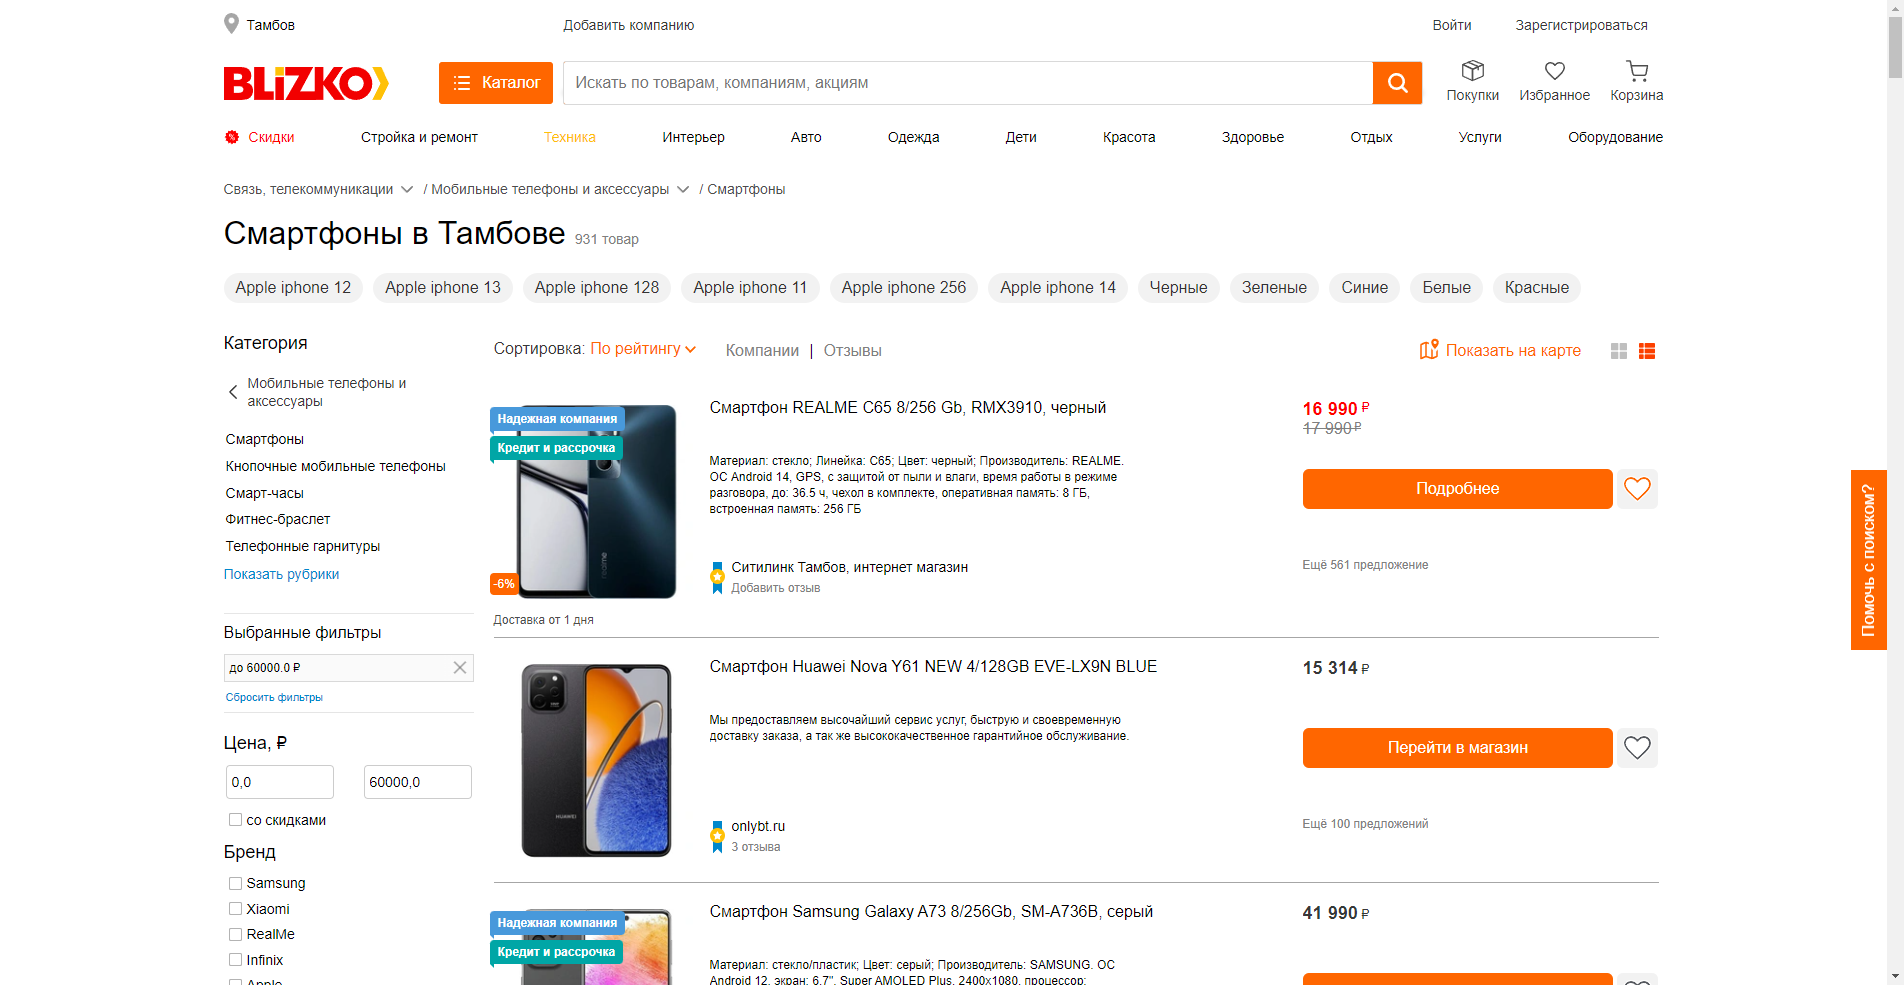 Тамбов
Добавить компанию
Войти
Зарегистрироваться
BLiZKO
Каталог
Искать по товарам, компаниям, акциям
Покупки
Избранное
Корзина
Скидки
Стройка и ремонт
Техника
Интерьер
Авто
Одежда
Дети
Красота
Здоровье
Отдых
Услуги
Оборудование
Связь, телекоммуникации / Мобильные телефоны и аксессуары / Смартфоны
Смартфоны в Тамбове 931 товар
Apple iphone 12
Apple iphone 13
Apple iphone 128
Apple iphone 11
Apple iphone 256
Apple iphone 14
Черные
Зеленые
Синие
Белые
Красные
Категория
Мобильные телефоны и
аксессуары
Смартфоны
Кнопочные мобильные телефоны
Смарт-часы
Фитнес-браслет
Телефонные гарнитуры
Показать рубрики
Выбранные фильтры
до 60000.0 ₽
Сбросить фильтры
Цена, ₽
0,0
60000,0
со скидками
Бренд
Samsung
Xiaomi
RealMe
Infinix
Apple
Сортировка: По рейтингу
Компании | Отзывы
Показать на карте
Надежная компания
Кредит и рассрочка
realme
-6%
Доставка от 1 дня
Смартфон REALME C65 8/256 Gb, RMX3910, черный
Материал: стекло; Линейка: C65; Цвет: черный; Производитель: REALME.
ОС Android 14, GPS, с защитой от пыли и влаги, время работы в режиме
разговора, до: 36.5 ч, чехол в комплекте, оперативная память: 8 ГБ,
встроенная память: 256 ГБ
Ситилинк Тамбов, интернет магазин
Добавить отзыв
16 990 ₽
17 990 ₽
Подробнее
Ещё 561 предложение
HUAWEI
Смартфон Huawei Nova Y61 NEW 4/128GB EVE-LX9N BLUE
Мы предоставляем высочайший сервис услуг, быструю и своевременную
доставку заказа, а так же высококачественное гарантийное обслуживание.
onlybt.ru
3 отзыва
15 314 ₽
Перейти в магазин
Ещё 100 предложений
Надежная компания
Кредит и рассрочка
Смартфон Samsung Galaxy A73 8/256Gb, SM-A736B, серый
Материал: стекло/пластик; Цвет: серый; Производитель: SAMSUNG. ОС
Android 12, экран: 6.7", Super AMOLED Plus, 2400x1080, процессор:
41 990 ₽
Помочь с поиском?